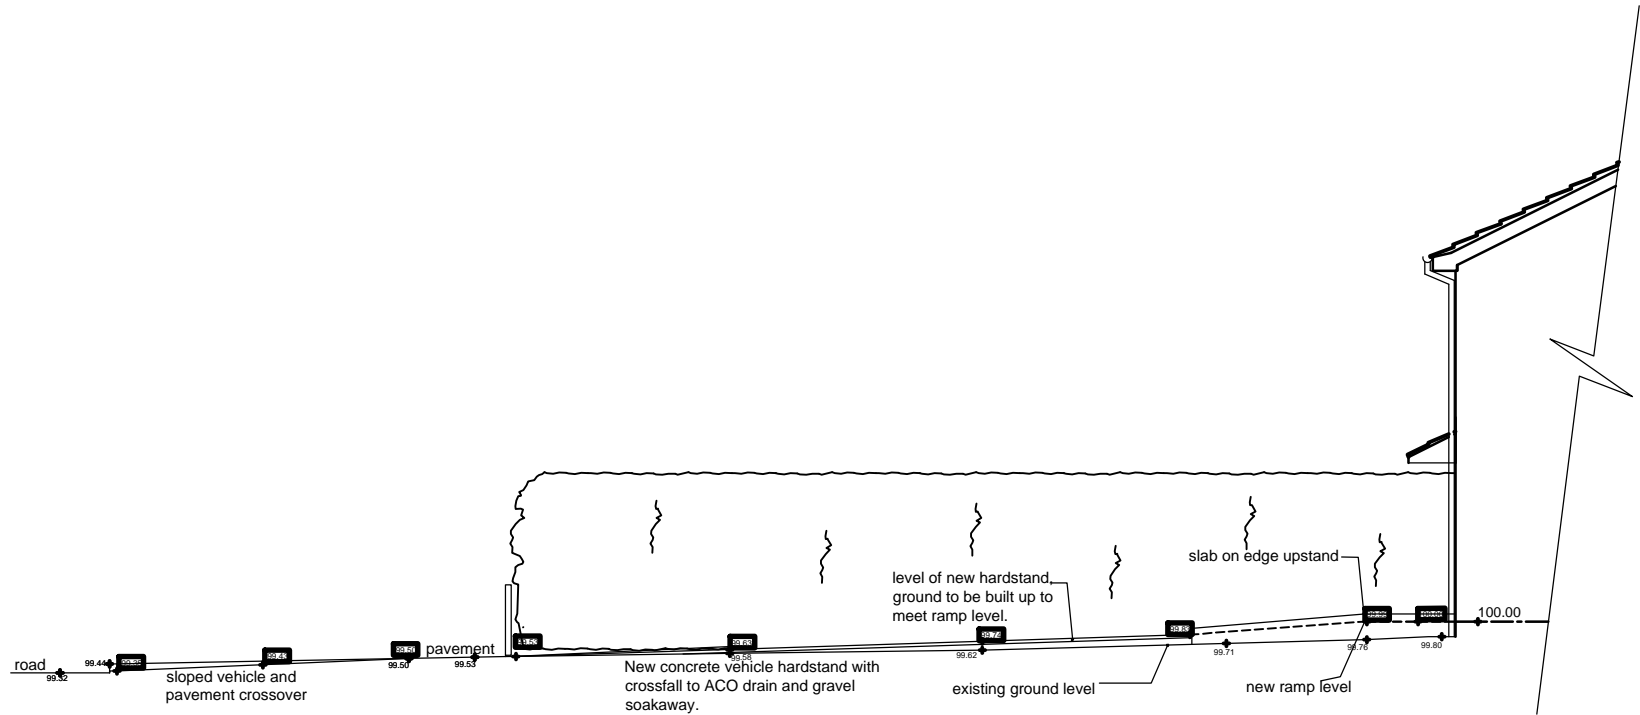 slab on edge upstand
level of new hardstand,
ground to be built up to
meet ramp level.
100.00
99.53
99.63
99.74
99.83
road
99.32
99.44
99.43
99.50
99.50
pavement
99.53
99.58
99.62
99.71
99.76
99.80
sloped vehicle and
pavement crossover
New concrete vehicle hardstand with
crossfall to ACO drain and gravel
soakaway.
existing ground level
new ramp level